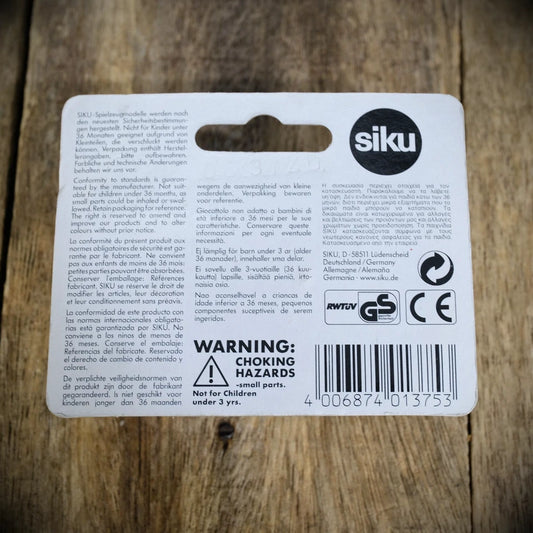 SIKU-Spielzeugmodelle werden nach
den neuesten Sicherheitsbestimmun-
gen hergestellt. Nicht für Kinder unter
36 Monaten geeignet aufgrund von
Kleinteilen, die verschluckt werden
können. Verpackung enthält Herstel-
lerangaben, bitte aufbewahren.
Farbliche und technische Änderungen
behalten wir uns vor.
Conformity to standards is guaran-
teed by the manufacturer. Not suit-
able for children under 36 months, as
small parts could be inhaled or swal-
lowed. Retain packaging for reference.
The right is reserved to amend and
improve our products and to alter
colours without prior notice.
La conformité du présent produit aux
normes obligatoires de sécurité est ga-
rantie par le fabricant. Ne convient
pas aux enfants de moins de 36 mois:
petites parties pouvant être absorbées.
Conserver l'emballage. Références
fabricant. SIKU se réserve le droit de
modifier les articles, leur décoration
et leur conditionnement sans préavis.
La conformidad de este producto con
las normas internacionales obligato-
rias está garantizada por SIKU. No
conviene a los ninos de menos de
36 meses. Conserve el embalaje:
Referencias del fabricate. Reservado
el derecho de cambio de contenido y
colores.
De verplichte veiligheidsnormen van
dit produkt zijn door de fabrikant
gegarandeerd. Is niet geschikt voor
kinderen jonger dan 36 maanden
wegens de aanwezigheid van kleine
onderdelen. Verpakking bewaren
voor referentie.
Giocattolo non adatto a bambini di
età inferiore a 36 mesi per le sue
caratteristiche. Conservare queste
informazioni per ogni eventuale
necessità.
Ej lämplig för barn under 3 år (alder
36 månader), innehaller sma delar.
Ei sovellu alle 3-vuotiaille (36 kuu-
kautta) lapsille, sisältää pieniä, irto-
naisia osia.
Nao aconselhavel a criancas de
idade inferior a 36 meses, pequenos
componentes suceptiveis de serem
ingeridos.
WARNING:
CHOKING
HAZARDS
-small parts.
Not for Children
under 3 yrs.
siku
SIKU, D-58511 Lüdenscheid
Deutschland/Germany
Allemagne/Alemaña
Germania·www.siku.de
RWTÜV
GS
CE
4 006874 013753